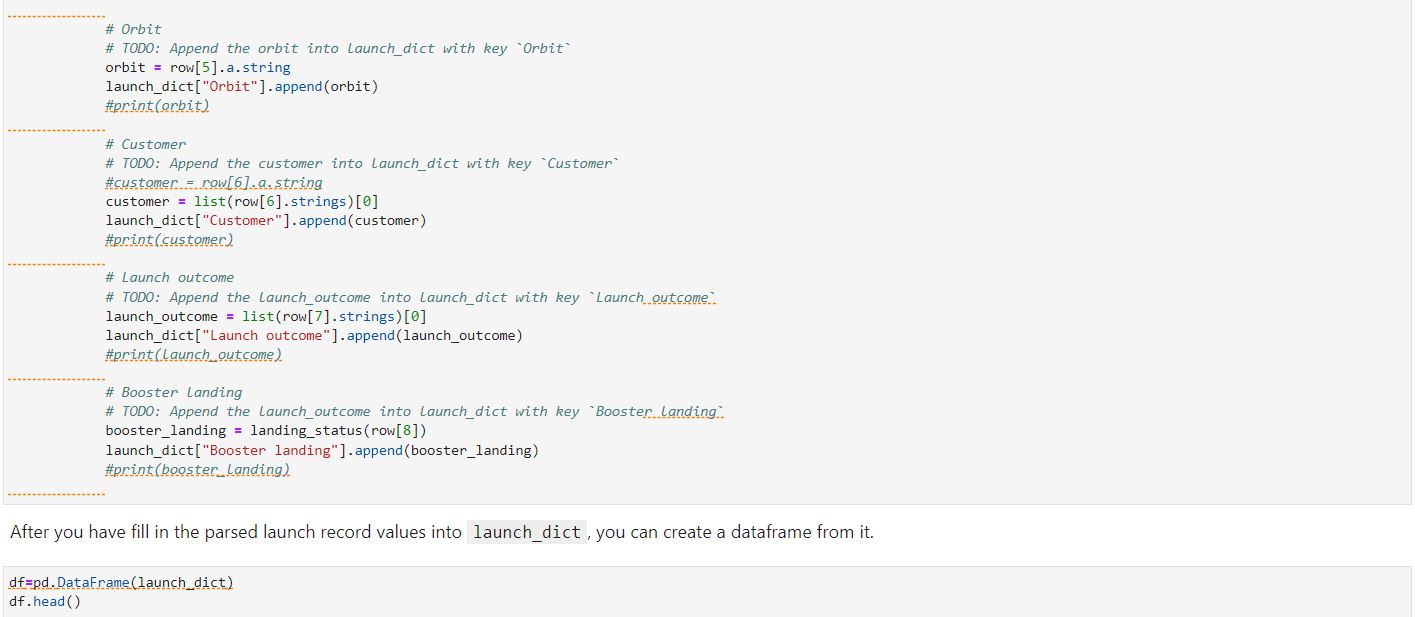 # Orbit
# TODO: Append the orbit into launch_dict with key `Orbit`
orbit = row[5].a.string
launch_dict["Orbit"].append(orbit)
#print(orbit)
# Customer
# TODO: Append the customer into launch_dict with key `Customer`
#customer = row[6].a.string
customer = list(row[6].strings)[0]
launch_dict["Customer"].append(customer)
#print(customer)
# Launch outcome
# TODO: Append the launch_outcome into launch_dict with key `Launch outcome`
launch_outcome = list(row[7].strings)[0]
launch_dict["Launch outcome"].append(launch_outcome)
#print(launch_outcome)
# Booster landing
# TODO: Append the launch_outcome into launch_dict with key `Booster landing`
booster_landing = landing_status(row[8])
launch_dict["Booster landing"].append(booster_landing)
#print(booster_landing)
After you have fill in the parsed launch record values into launch_dict, you can create a dataframe from it.
df=pd.DataFrame(launch_dict)
df.head()